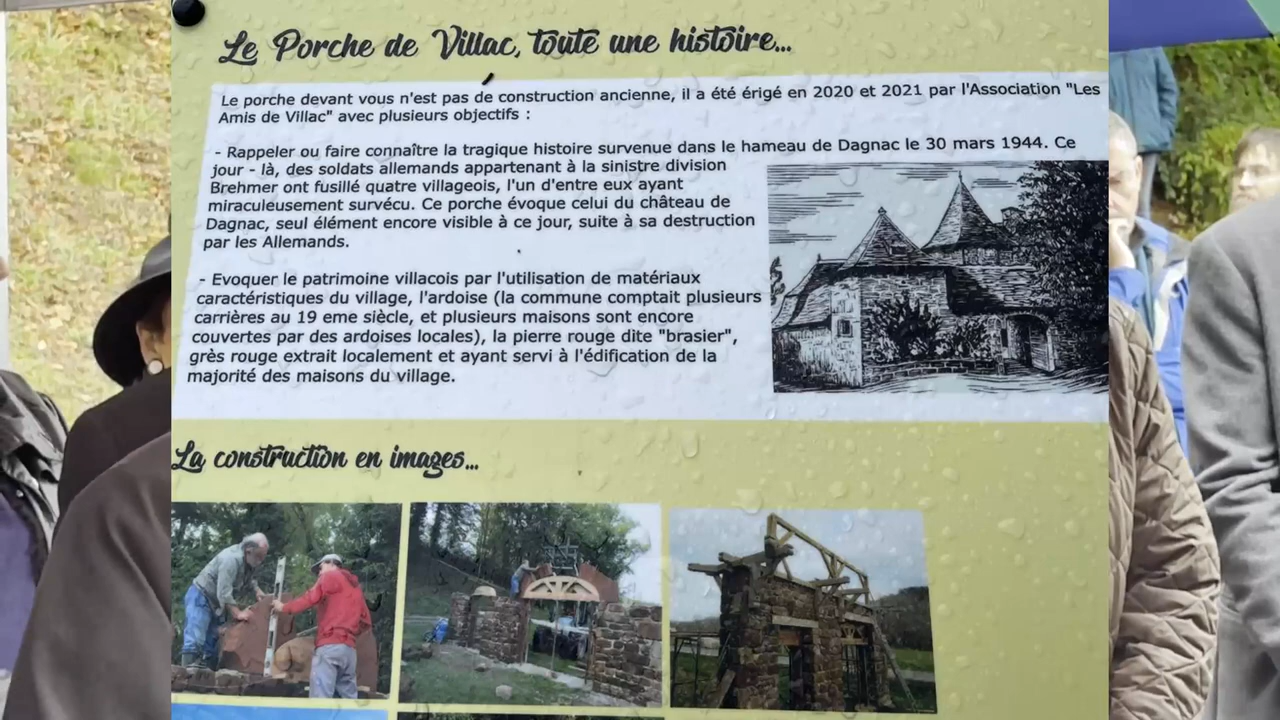 Le Porche de Villac, toute une histoire...
Le porche devant vous n'est pas de construction ancienne, il a été érigé en 2020 et 2021 par l'Association "Les
Amis de Villac" avec plusieurs objectifs :
- Rappeler ou faire connaître la tragique histoire survenue dans le hameau de Dagnac le 30 mars 1944. Ce
jour - là, des soldats allemands appartenant à la sinistre division
Brehmer ont fusillé quatre villageois, l'un d'entre eux ayant
miraculeusement survécu. Ce porche évoque celui du château de
Dagnac, seul élément encore visible à ce jour, suite à sa destruction
par les Allemands.
- Evoquer le patrimoine villacois par l'utilisation de matériaux
caractéristiques du village, l'ardoise (la commune comptait plusieurs
carrières au 19 eme siècle, et plusieurs maisons sont encore
couvertes par des ardoises locales), la pierre rouge dite "brasier",
grès rouge extrait localement et ayant servi à l'édification de la
majorité des maisons du village.
La construction en images...